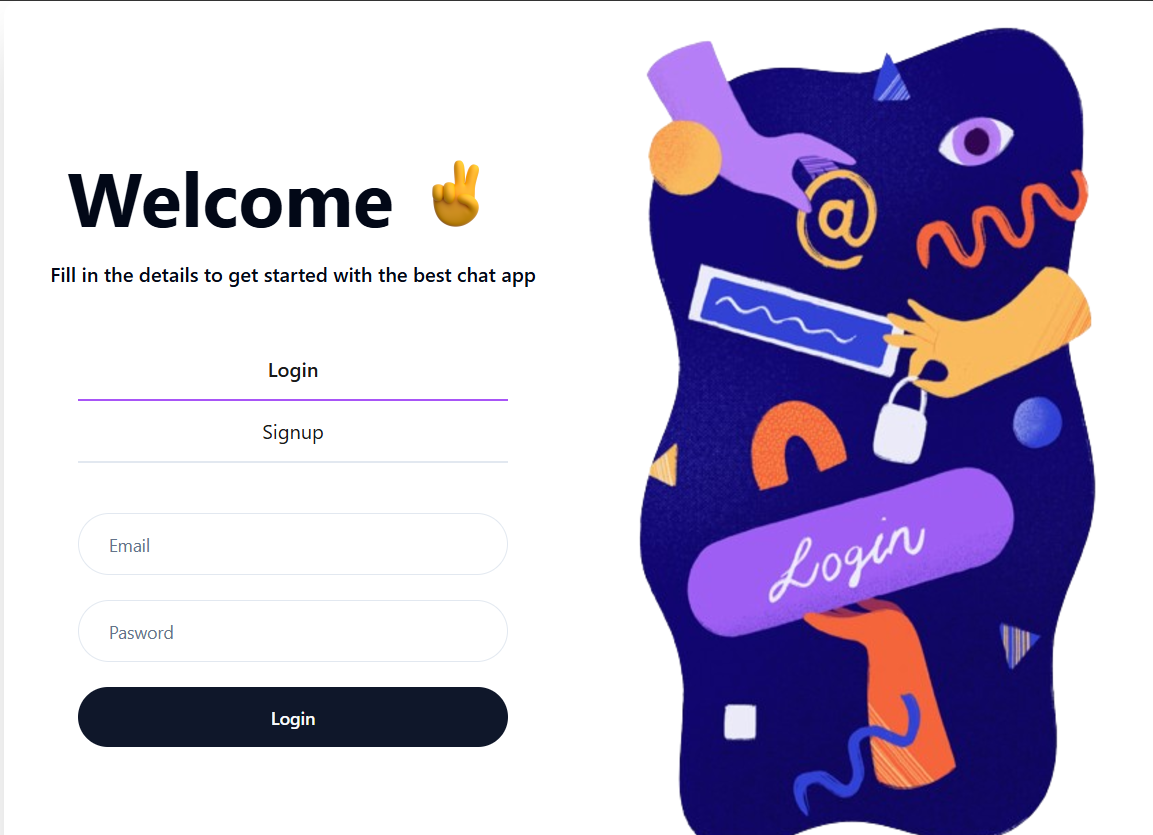 Welcome ✌
Fill in the details to get started with the best chat app
Login
Signup
Email
Pasword
Login
@
Login